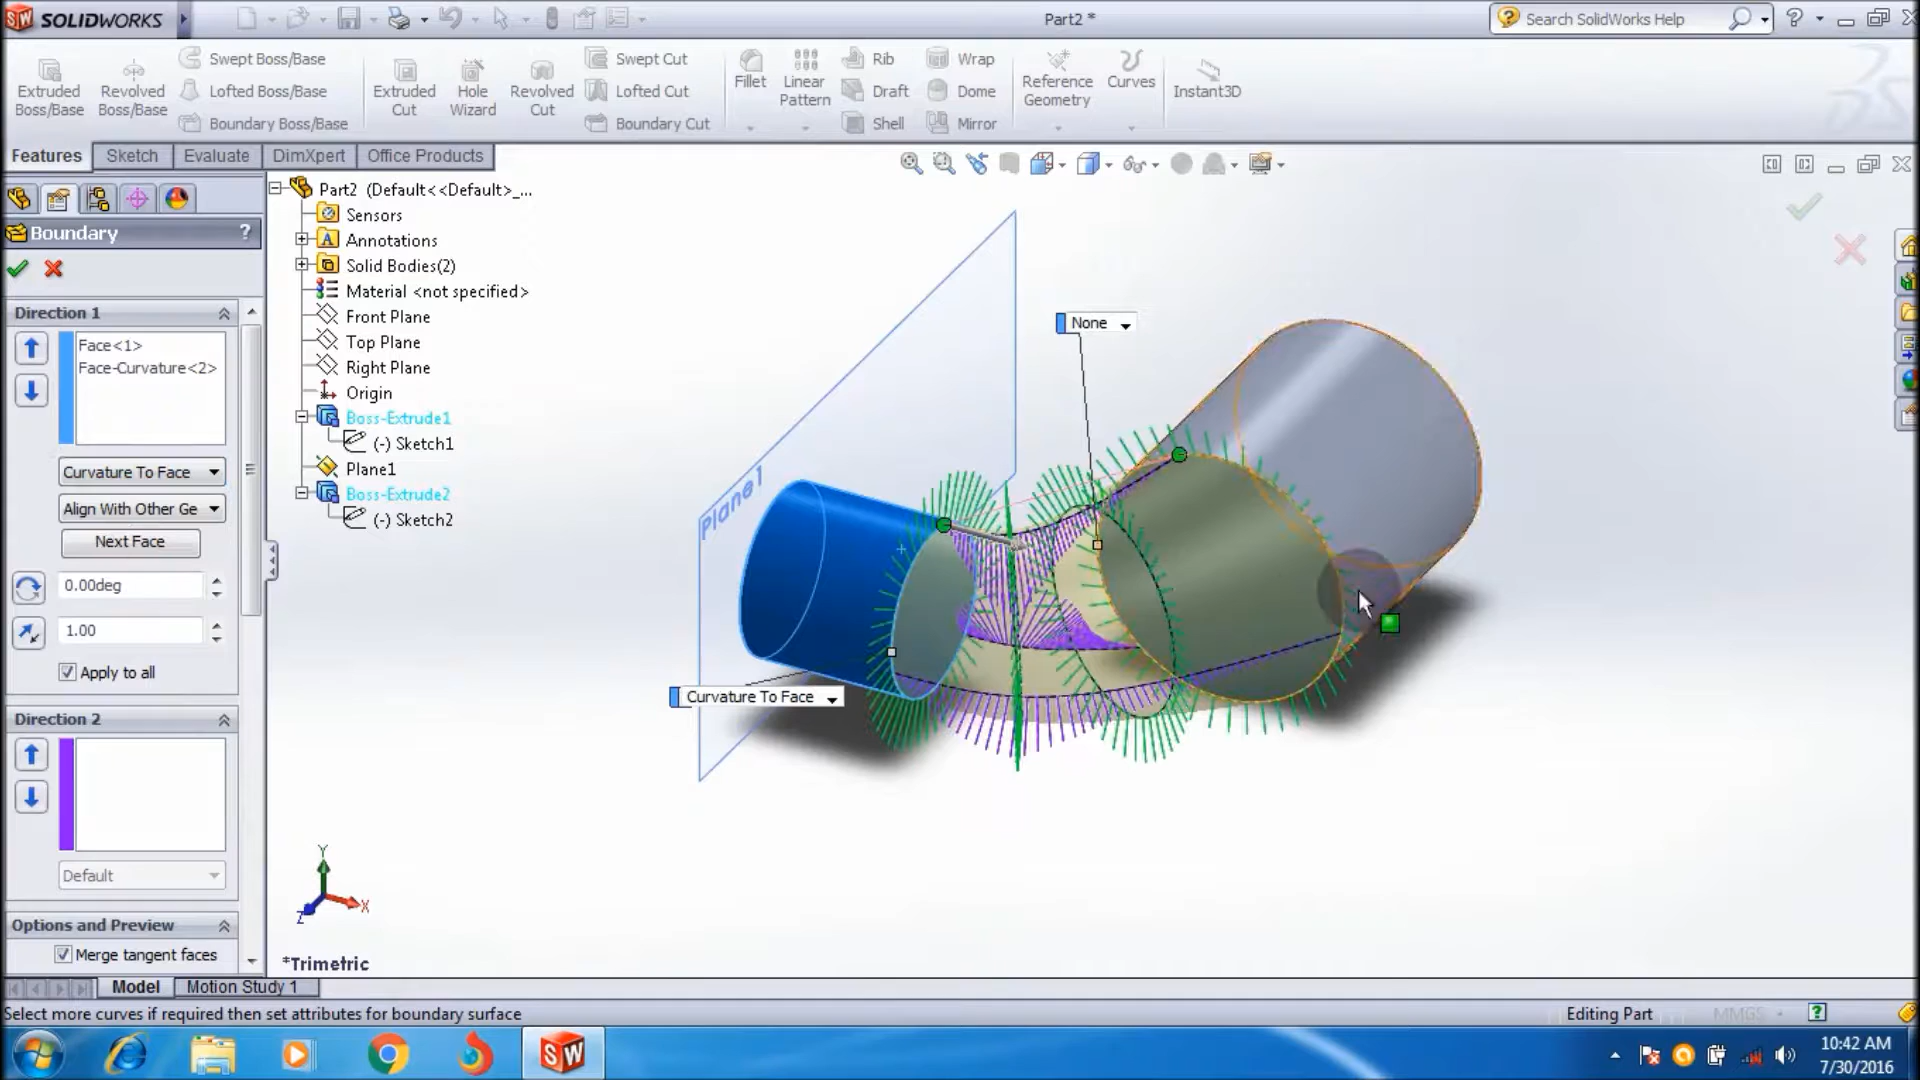 SOLIDWORKS
Part2 *
Search SolidWorks Help
Extruded Boss/Base
Revolved Boss/Base
Swept Boss/Base
Lofted Boss/Base
Boundary Boss/Base
Extruded Cut
Hole Wizard
Revolved Cut
Swept Cut
Lofted Cut
Boundary Cut
Fillet
Linear Pattern
Rib
Draft
Shell
Wrap
Dome
Mirror
Reference Geometry
Curves
Instant3D
Features
Sketch
Evaluate
DimXpert
Office Products
Boundary
?
Direction 1
Face<1>
Face-Curvature<2>
Curvature To Face
Align With Other Ge
Next Face
0.00deg
1.00
Apply to all
Direction 2
Default
Options and Preview
Merge tangent faces
Part2 (Default<<Default>_...
Sensors
Annotations
Solid Bodies(2)
Material <not specified>
Front Plane
Top Plane
Right Plane
Origin
Boss-Extrude1
(-) Sketch1
Plane1
Boss-Extrude2
(-) Sketch2
Plane1
None
Curvature To Face
Y
X
Z
*Trimetric
Model
Motion Study 1
Select more curves if required then set attributes for boundary surface
Editing Part
MMGS
10:42 AM
7/30/2016